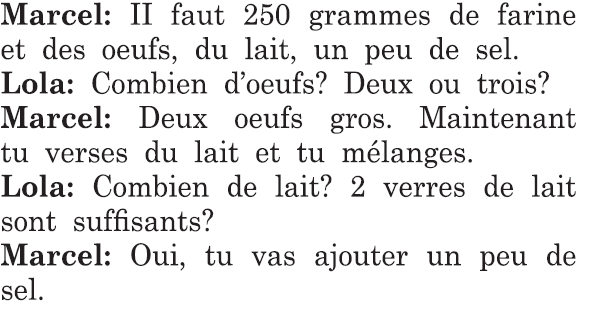 Marcel: II faut 250 grammes de farine
et des oeufs, du lait, un peu de sel.
Lola: Combien d'oeufs? Deux ou trois?
Marcel: Deux oeufs gros. Maintenant
tu verses du lait et tu mélanges.
Lola: Combien de lait? 2 verres de lait
sont suffisants?
Marcel: Oui, tu vas ajouter un peu de
sel.